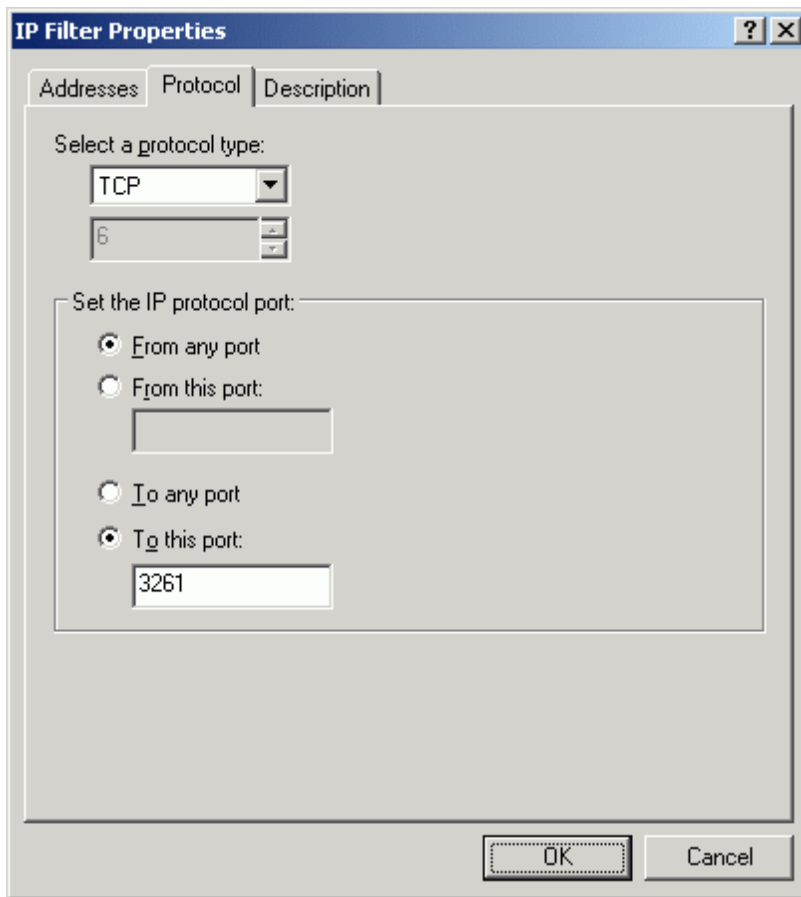 IP Filter Properties
Addresses Protocol Description
Select a protocol type:
TCP
6
Set the IP protocol port:
From any port
From this port:
To any port
To this port:
3261
OK Cancel